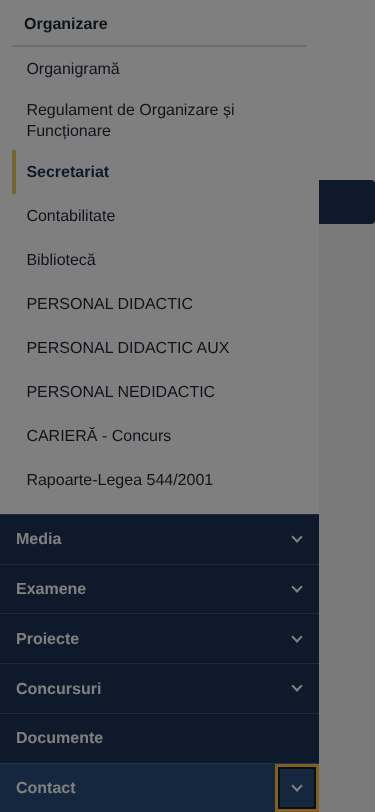 Organizare
Organigramă
Regulament de Organizare și
Funcționare
Secretariat
Contabilitate
Bibliotecă
PERSONAL DIDACTIC
PERSONAL DIDACTIC AUX
PERSONAL NEDIDACTIC
CARIERĂ - Concurs
Rapoarte-Legea 544/2001
Media
Examene
Proiecte
Concursuri
Documente
Contact